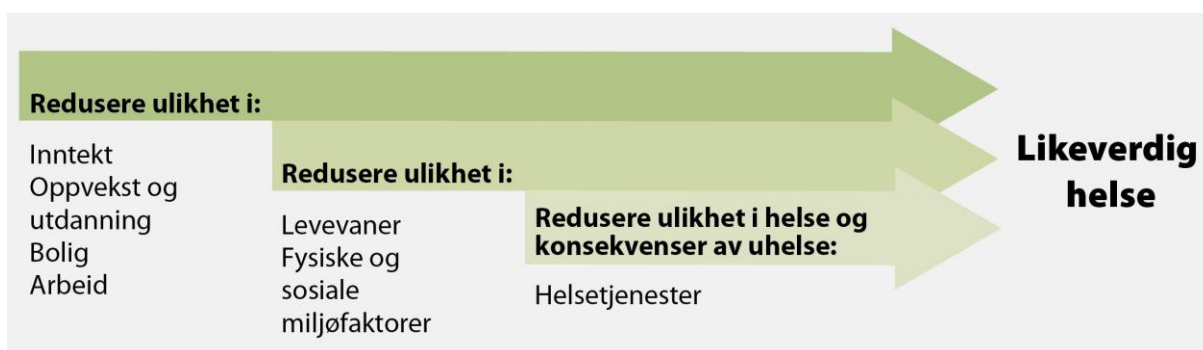 Redusere ulikhet i:
Inntekt
Oppvekst og
utdanning
Bolig
Arbeid
Redusere ulikhet i:
Levevaner
Fysiske og
sosiale
miljøfaktorer
Redusere ulikhet i helse og
konsekvenser av uhelse:
Helsetjenester
Likeverdig
helse